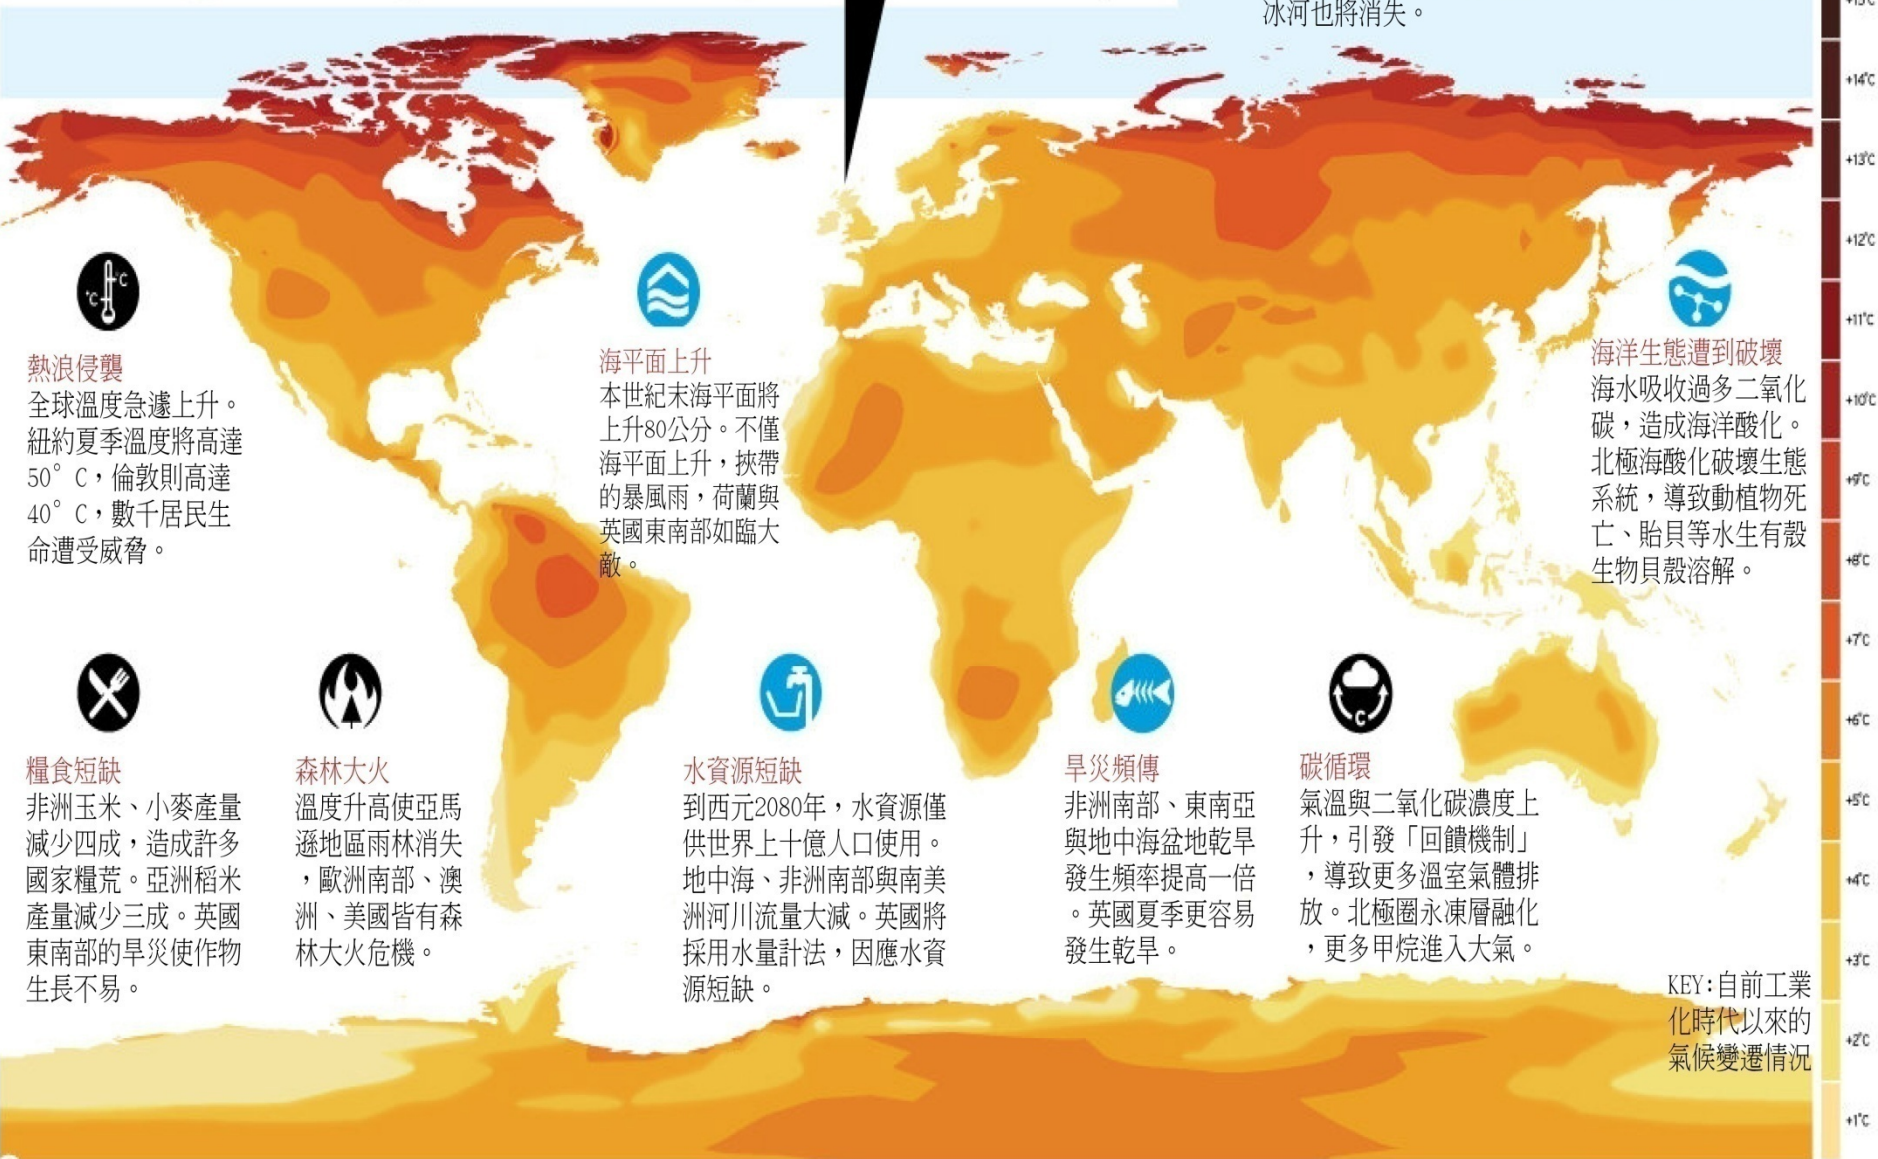 冰河也將消失。
熱浪侵襲
全球溫度急遽上升。
紐約夏季溫度將高達
50°C，倫敦則高達
40°C，數千居民生
命遭受威脅。
海平面上升
本世紀末海平面將
上升80公分。不僅
海平面上升，挾帶
的暴風雨，荷蘭與
英國東南部如臨大
敵。
海洋生態遭到破壞
海水吸收過多二氧化
碳，造成海洋酸化。
北極海酸化破壞生態
系統，導致動植物死
亡、貽貝等水生有殼
生物貝殼溶解。
糧食短缺
非洲玉米、小麥產量
減少四成，造成許多
國家糧荒。亞洲稻米
產量減少三成。英國
東南部的旱災使作物
生長不易。
森林大火
溫度升高使亞馬
遜地區雨林消失
，歐洲南部、澳
洲、美國皆有森
林大火危機。
水資源短缺
到西元2080年，水資源僅
供世界上十億人口使用。
地中海、非洲南部與南美
洲河川流量大減。英國將
採用水量計法，因應水資
源短缺。
旱災頻傳
非洲南部、東南亞
與地中海盆地乾旱
發生頻率提高一倍
。英國夏季更容易
發生乾旱。
碳循環
氣溫與二氧化碳濃度上
升，引發「回饋機制」
，導致更多溫室氣體排
放。北極圈永凍層融化
，更多甲烷進入大氣。
KEY:自前工業
化時代以來的
氣候變遷情況
°C
°C
C
+15°C
+14°C
+13°C
+12°C
+11°C
+10°C
+9°C
+8°C
+7°C
+6°C
+5°C
+4°C
+3°C
+2°C
+1°C